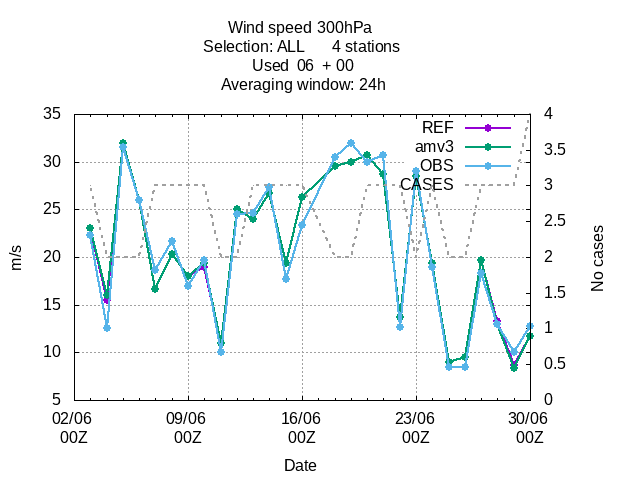 Wind speed 300hPa
Selection: ALL      4 stations
Used  06  + 00
Averaging window: 24h
35
30
25
20
15
10
5
4
3.5
3
2.5
2
1.5
1
0.5
0
REF
amv3
OBS
CASES
m/s
No cases
02/06 09/06 16/06 23/06 30/06
00Z 00Z 00Z 00Z 00Z
Date